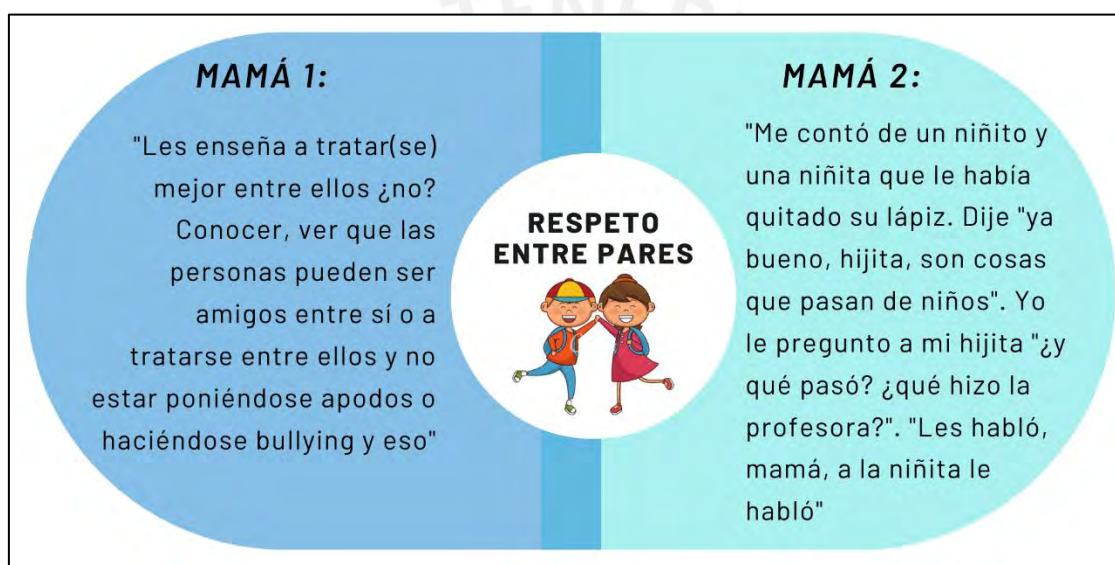 MAMÁ 1:
"Les enseña a tratar(se)
mejor entre ellos ¿no?
Conocer, ver que las
personas pueden ser
amigos entre sí o a
tratarse entre ellos y no
estar poniéndose apodos o
haciéndose bullying y eso"
RESPETO
ENTRE PARES
MAMÁ 2:
"Me contó de un niñito y
una niñita que le había
quitado su lápiz. Dije "ya
bueno, hijita, son cosas
que pasan de niños". Yo
le pregunto a mi hijita "¿y
qué pasó? ¿qué hizo la
profesora?". "Les habló,
mamá, a la niñita le
habló"